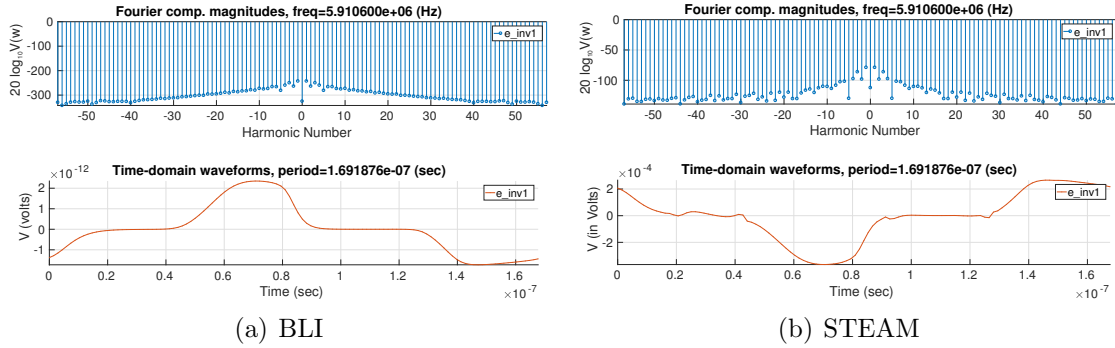 Fourier comp. magnitudes, freq=5.910600e+06 (Hz)
20 log₁₀V(w)
0
-100
-200
-300
e_inv1
-50 -40 -30 -20 -10 0 10 20 30 40 50
Harmonic Number
×10⁻¹² Time-domain waveforms, period=1.691876e-07 (sec)
V (volts)
2
1
0
-1
e_inv1
0 0.2 0.4 0.6 0.8 1 1.2 1.4 1.6
×10⁻⁷
Time (sec)
(a) BLI
Fourier comp. magnitudes, freq=5.910600e+06 (Hz)
20 log₁₀V(w)
0
-50
-100
e_inv1
-50 -40 -30 -20 -10 0 10 20 30 40 50
Harmonic Number
×10⁻⁴ Time-domain waveforms, period=1.691876e-07 (sec)
V (in Volts)
2
0
-2
e_inv1
0 0.2 0.4 0.6 0.8 1 1.2 1.4 1.6
×10⁻⁷
Time (sec)
(b) STEAM